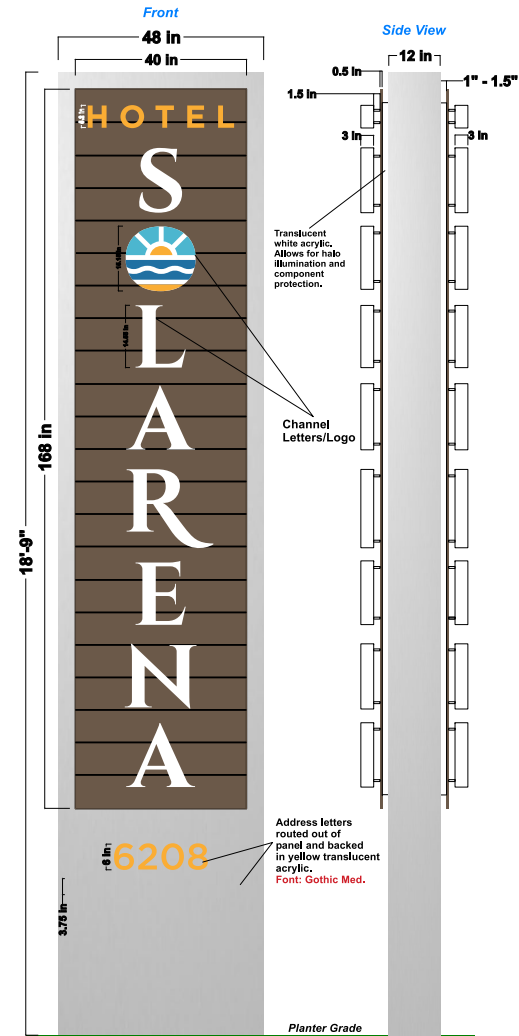 Front
Side View
48 in
40 in
12 in
0.5 in
1" - 1.5"
1.5 in
3 in
3 in
HOTEL
S
L
A
R
E
N
A
Translucent
white acrylic.
Allows for halo
illumination and
component
protection.
Channel
Letters/Logo
168 in
18'-9"
6 in
6208
Address letters
routed out of
panel and backed
in yellow translucent
acrylic.
Font: Gothic Med.
3.75 in
Planter Grade